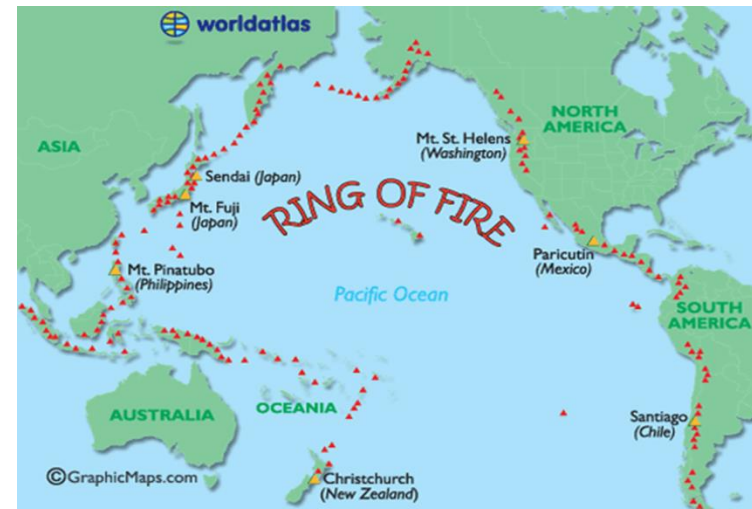 worldatlas
ASIA
NORTH
AMERICA
Mt. St. Helens
(Washington)
Sendai (Japan)
Mt. Fuji
(Japan)
RING OF FIRE
Mt. Pinatubo
(Philippines)
Paricutin
(Mexico)
Pacific Ocean
SOUTH
AMERICA
AUSTRALIA
OCEANIA
Santiago
(Chile)
©GraphicMaps.com
Christchurch
(New Zealand)